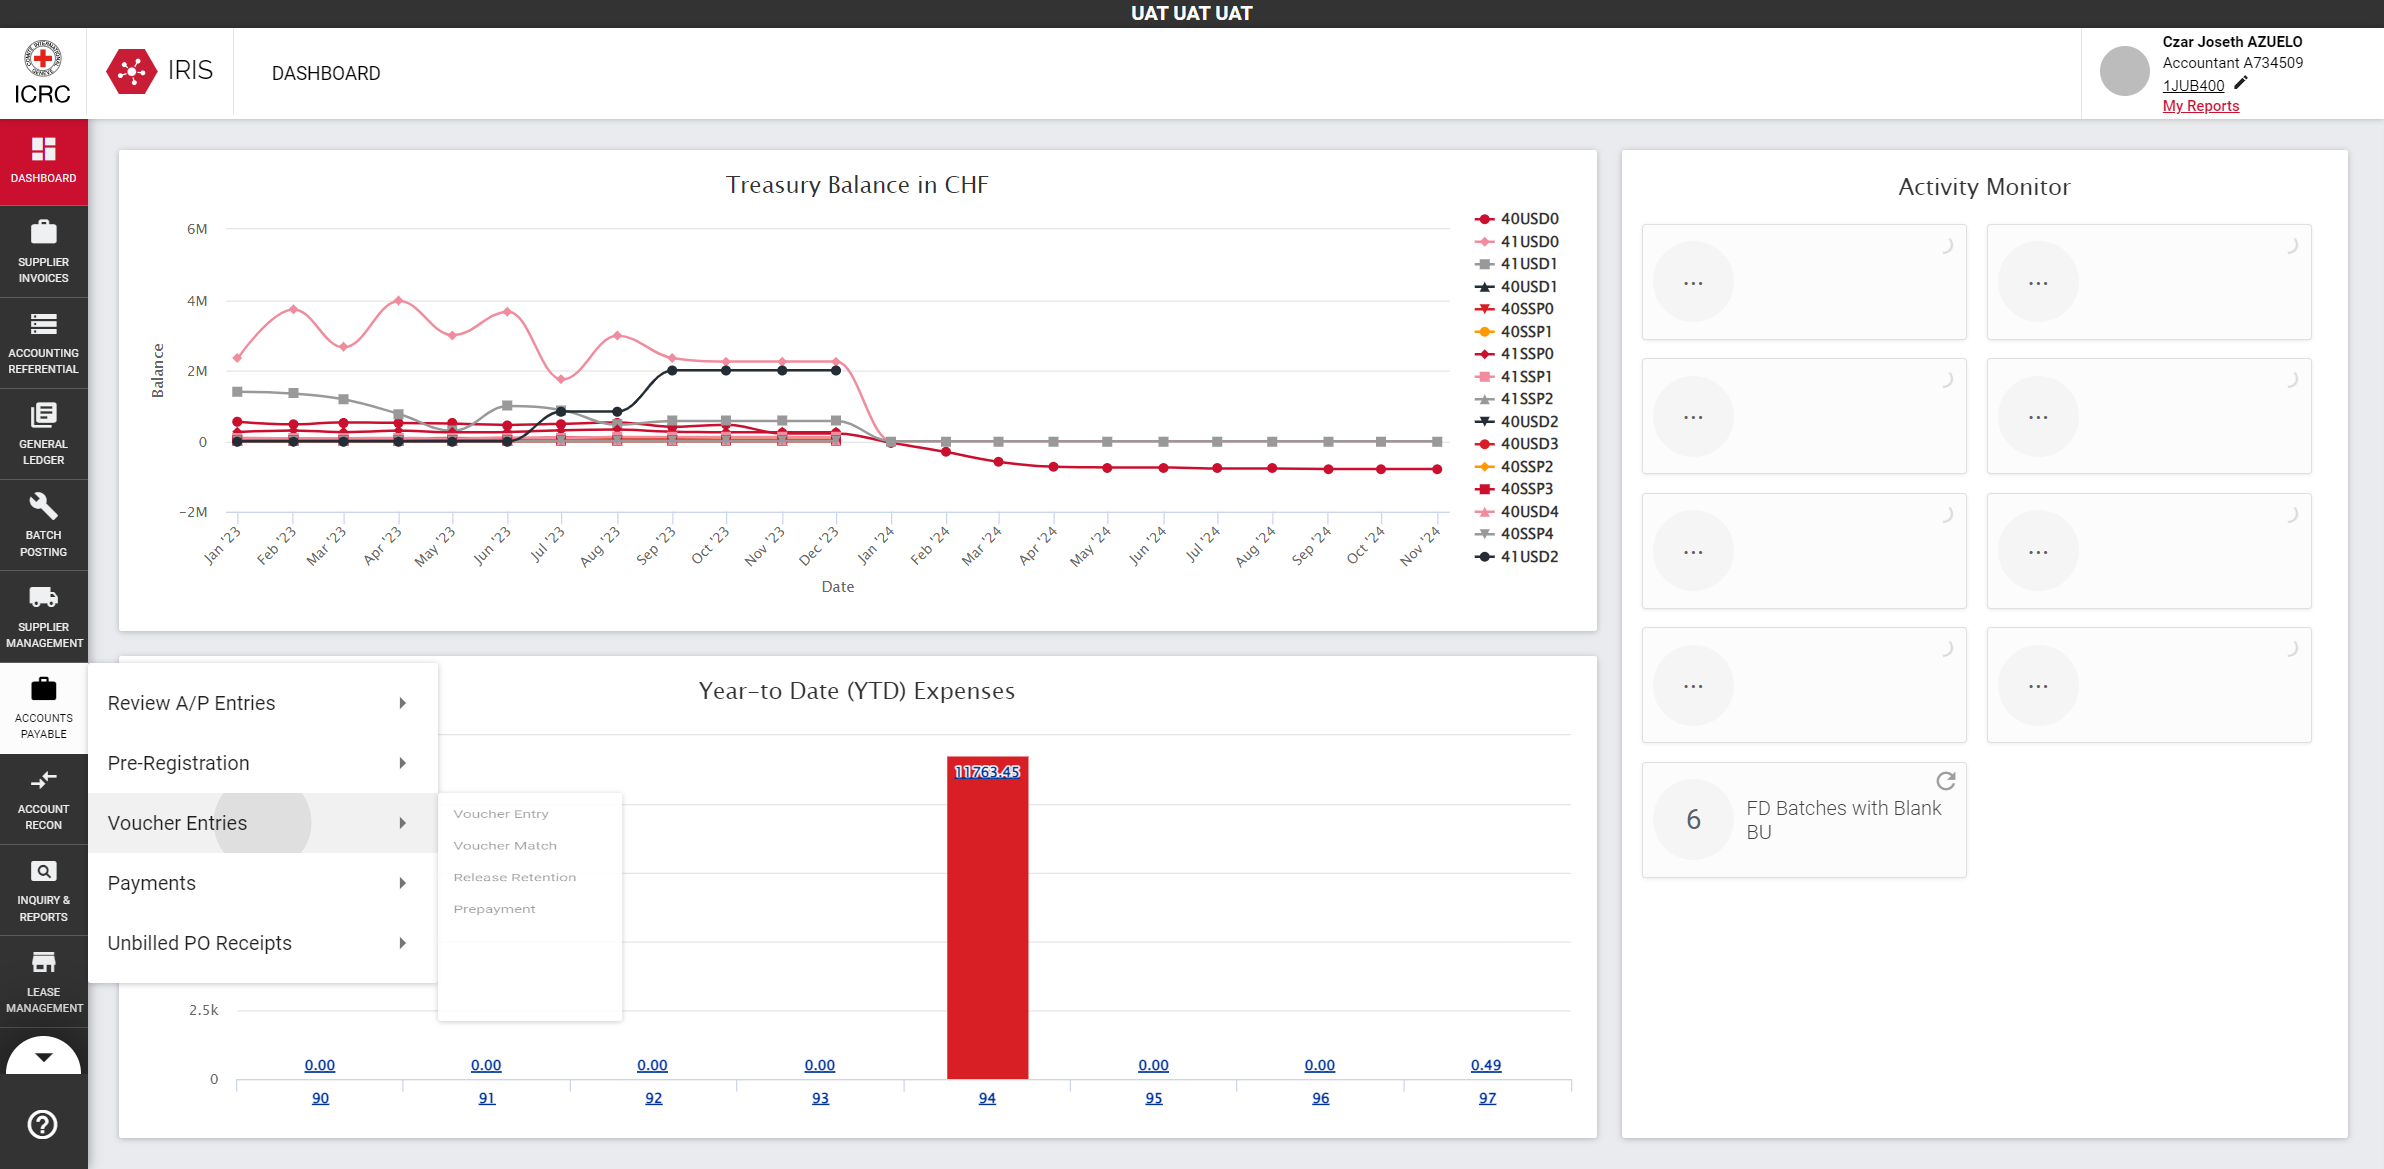 UAT UAT UAT
COMITE INTERNATIONAL GENEVE
ICRC
IRIS
DASHBOARD
Czar Joseth AZUELO
Accountant A734509
1JUB400
My Reports
DASHBOARD
SUPPLIER
INVOICES
ACCOUNTING
REFERENTIAL
GENERAL
LEDGER
BATCH
POSTING
SUPPLIER
MANAGEMENT
ACCOUNTS
PAYABLE
ACCOUNT
RECON
INQUIRY &
REPORTS
LEASE
MANAGEMENT
Treasury Balance in CHF
Balance
6M
4M
2M
0
-2M
Jan '23
Feb '23
Mar '23
Apr '23
May '23
Jun '23
Jul '23
Aug '23
Sep '23
Oct '23
Nov '23
Dec '23
Jan '24
Feb '24
Mar '24
Apr '24
May '24
Jun '24
Jul '24
Aug '24
Sep '24
Oct '24
Nov '24
Date
40USD0
41USD0
41USD1
40USD1
40SSP0
40SSP1
41SSP0
41SSP1
41SSP2
40USD2
40USD3
40SSP2
40SSP3
40USD4
40SSP4
41USD2
Review A/P Entries
Pre-Registration
Voucher Entries
Payments
Unbilled PO Receipts
Voucher Entry
Voucher Match
Release Retention
Prepayment
Year-to Date (YTD) Expenses
11763.45
2.5k
0
0.00 0.00 0.00 0.00 0.00 0.00 0.49
90 91 92 93 94 95 96 97
Activity Monitor
... ...
... ...
... ...
... ...
6
FD Batches with Blank
BU